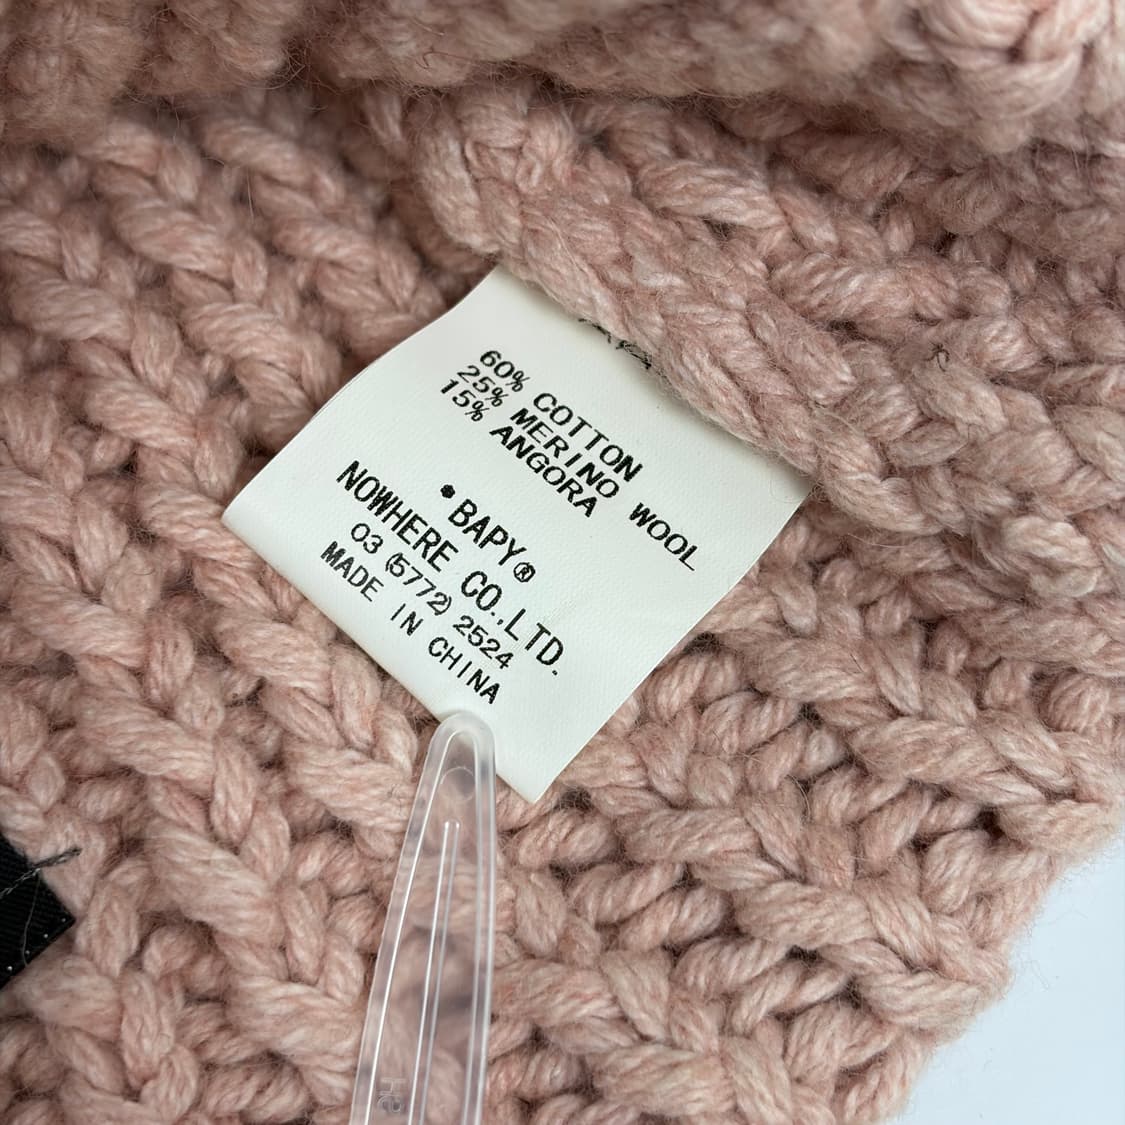 60% COTTON
25% MERINO WOOL
15% ANGORA
• BAPY®
NOWHERE CO.,LTD.
03 (5772) 2524
MADE IN CHINA